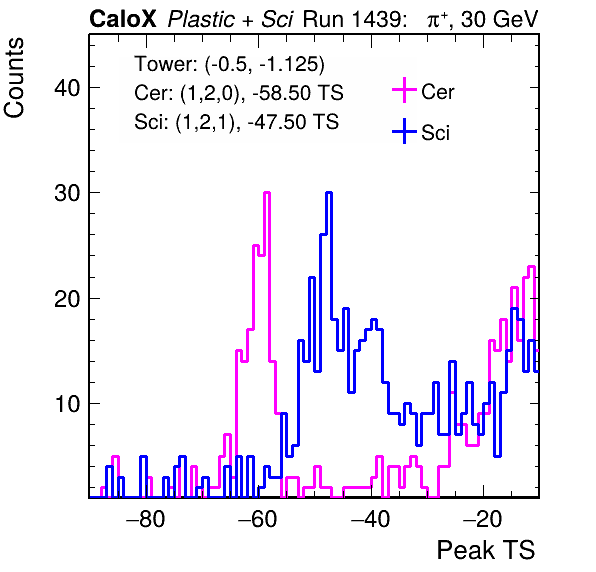 CaloX Plastic + Sci Run 1439: π+, 30 GeV
Counts
Tower: (-0.5, -1.125)
Cer: (1,2,0), -58.50 TS
Sci: (1,2,1), -47.50 TS
Cer
Sci
40
30
20
10
−80 −60 −40 −20
Peak TS